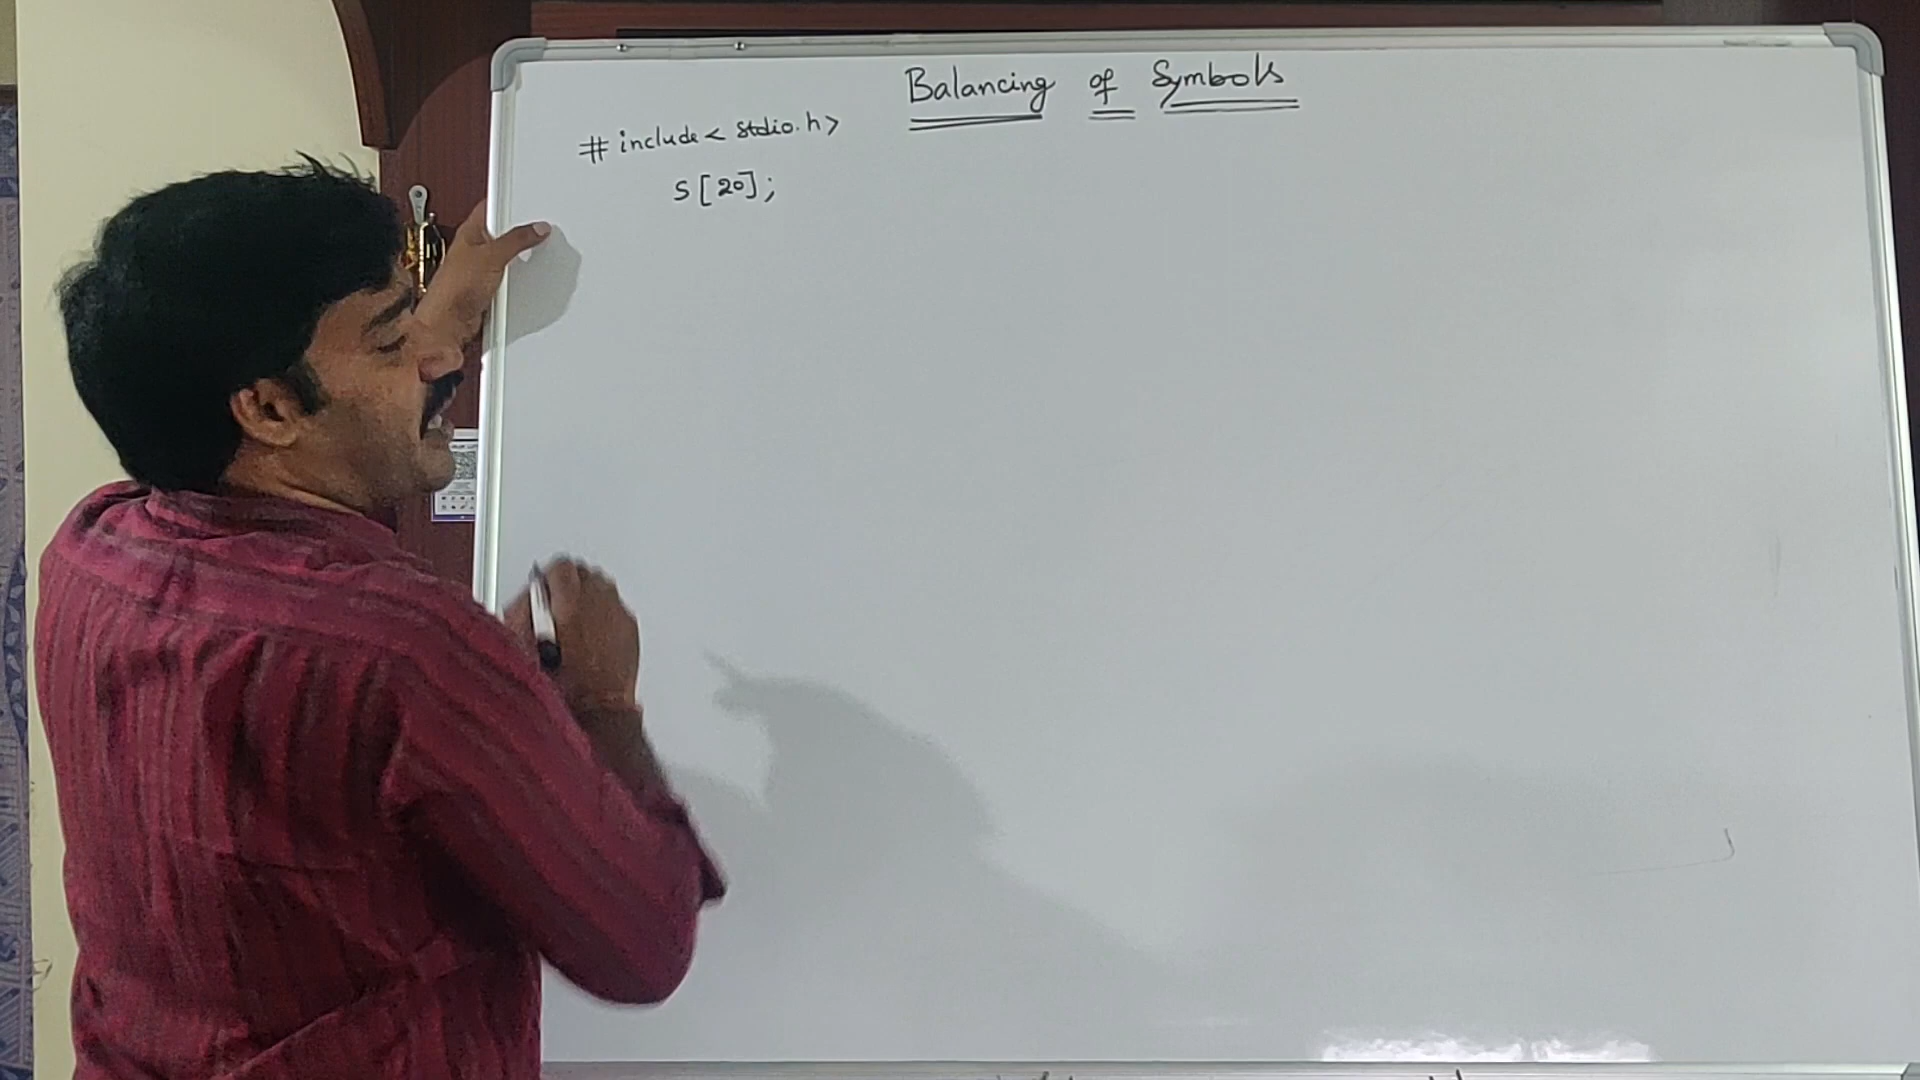 Balancing of Symbols
#include<stdio.h>
S[20];